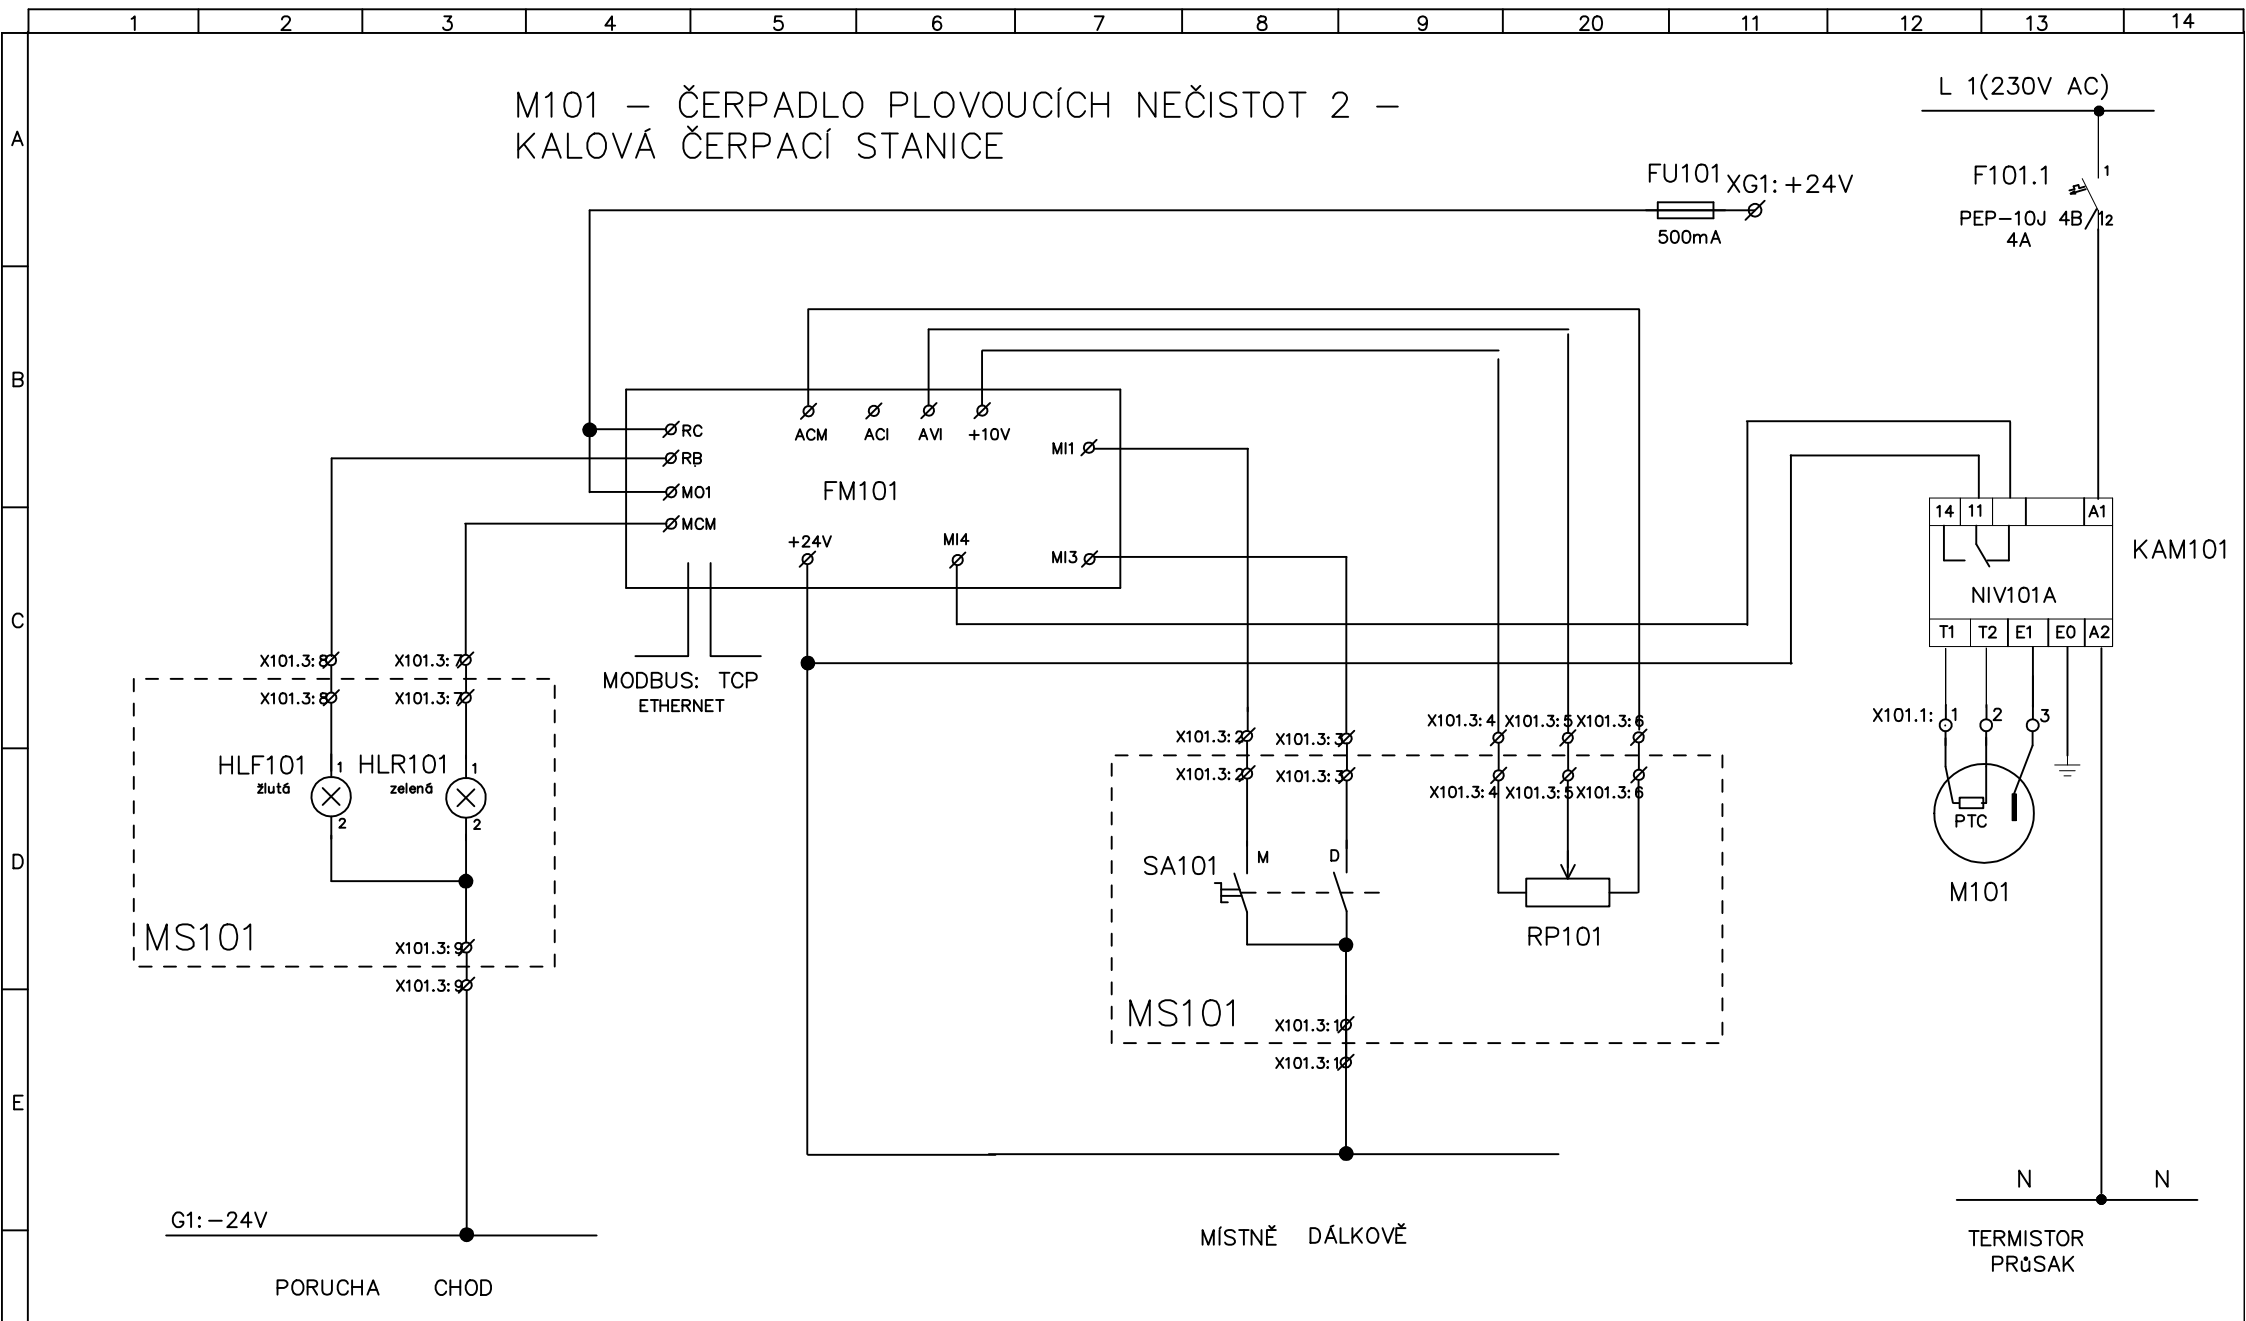 1 2 3 4 5 6 7 8 9 20 11 12 13 14
A
B
C
D
E
M101 – ČERPADLO PLOVOUCÍCH NEČISTOT 2 –
KALOVÁ ČERPACÍ STANICE
L 1(230V AC)
F101.1
1
PEP–10J 4B/1
2
4A
FU101
XG1:+24V
500mA
RC
RB
MO1
MCM
ACM
ACI
AVI
+10V
MI1
FM101
+24V
MI4
MI3
MODBUS: TCP
ETHERNET
14
11
A1
KAM101
NIV101A
T1
T2
E1
E0
A2
X101.1:
1
2
3
PTC
M101
X101.3:8
X101.3:7
X101.3:8
X101.3:7
HLF101
žlutá
1
2
HLR101
zelená
1
2
MS101
X101.3:9
X101.3:9
X101.3:2
X101.3:3
X101.3:4
X101.3:5
X101.3:6
X101.3:2
X101.3:3
X101.3:4
X101.3:5
X101.3:6
SA101
M
D
RP101
MS101
X101.3:1
X101.3:1
G1:–24V
PORUCHA
CHOD
MÍSTNĚ
DÁLKOVĚ
N
N
TERMISTOR
PRůSAK